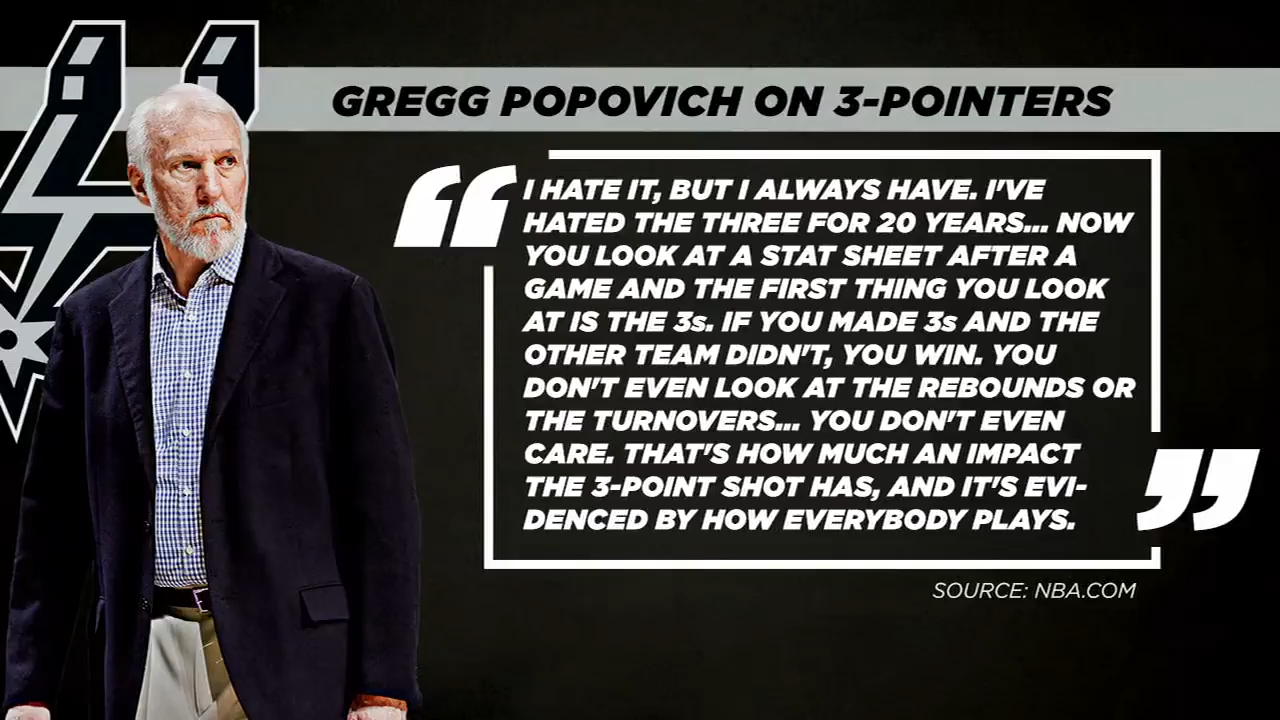 GREGG POPOVICH ON 3-POINTERS
“I HATE IT, BUT I ALWAYS HAVE. I'VE
HATED THE THREE FOR 20 YEARS... NOW
YOU LOOK AT A STAT SHEET AFTER A
GAME AND THE FIRST THING YOU LOOK
AT IS THE 3s. IF YOU MADE 3s AND THE
OTHER TEAM DIDN'T, YOU WIN. YOU
DON'T EVEN LOOK AT THE REBOUNDS OR
THE TURNOVERS... YOU DON'T EVEN
CARE. THAT'S HOW MUCH AN IMPACT
THE 3-POINT SHOT HAS, AND IT'S EVI-
DENCED BY HOW EVERYBODY PLAYS.”
SOURCE: NBA.COM